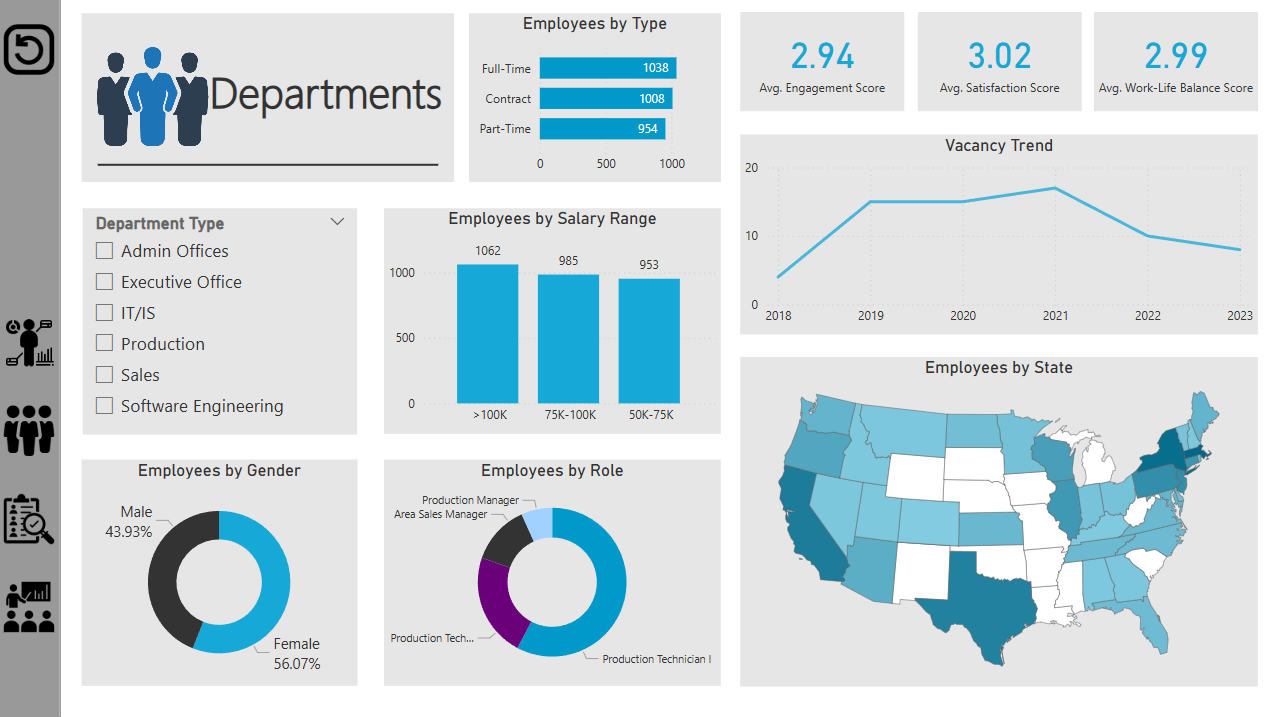 Departments
Employees by Type
Full-Time
1038
Contract
1008
Part-Time
954
0
500
1000
2.94
Avg. Engagement Score
3.02
Avg. Satisfaction Score
2.99
Avg. Work-Life Balance Score
Vacancy Trend
20
10
0
2018
2019
2020
2021
2022
2023
Department Type
Admin Offices
Executive Office
IT/IS
Production
Sales
Software Engineering
Employees by Salary Range
1062
985
953
1000
500
0
>100K
75K-100K
50K-75K
Employees by State
Employees by Gender
Male
43.93%
Female
56.07%
Employees by Role
Production Manager
Area Sales Manager
Production Tech...
Production Technician I